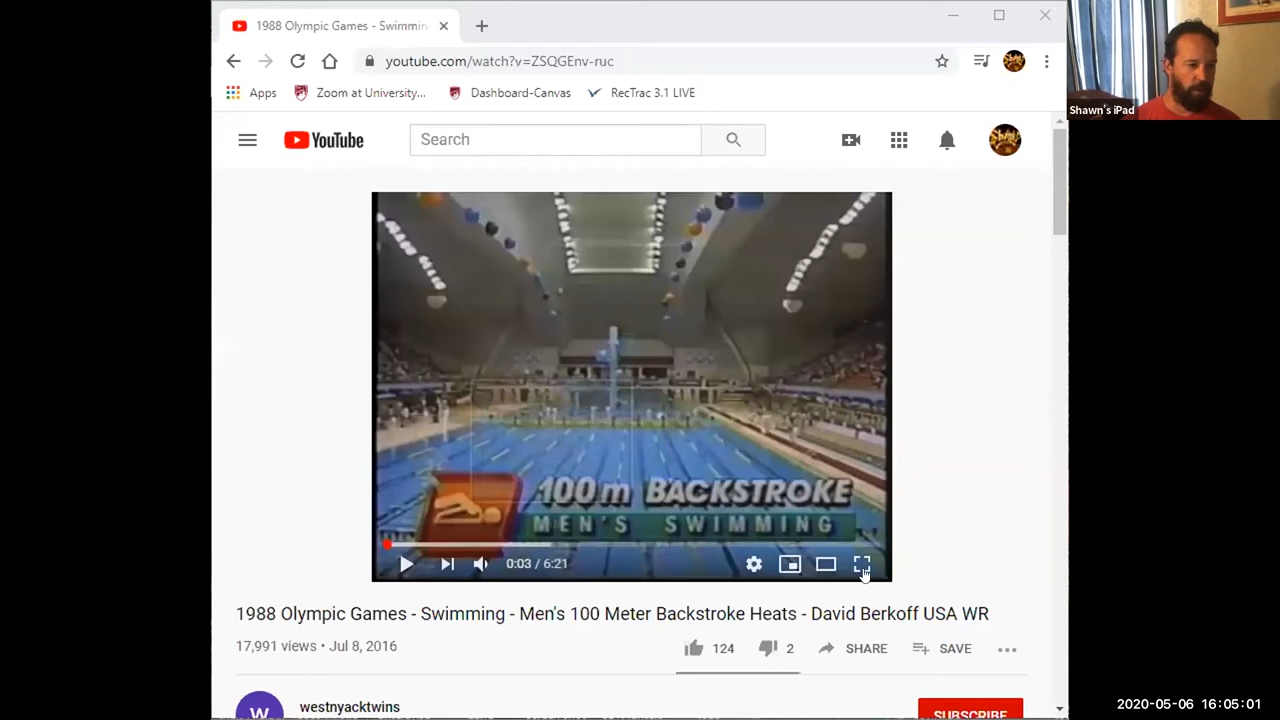 1988 Olympic Games - Swimmin
youtube.com/watch?v=ZSQGEnv-ruc
Apps
Zoom at University...
Dashboard-Canvas
RecTrac 3.1 LIVE
Shawn's iPad
YouTube
Search
100m BACKSTROKE
MEN'S SWIMMING
0:03 / 6:21
1988 Olympic Games - Swimming - Men's 100 Meter Backstroke Heats - David Berkoff USA WR
17,991 views • Jul 8, 2016
124
2
SHARE
SAVE
W
westnyacktwins
SUBSCRIBE
2020-05-06 16:05:01